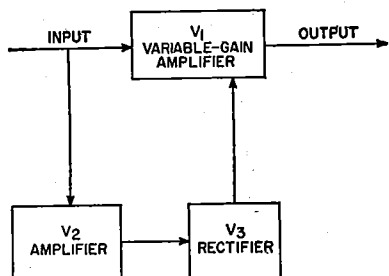 INPUT
V1
VARIABLE-GAIN
AMPLIFIER
OUTPUT
V2
AMPLIFIER
V3
RECTIFIER